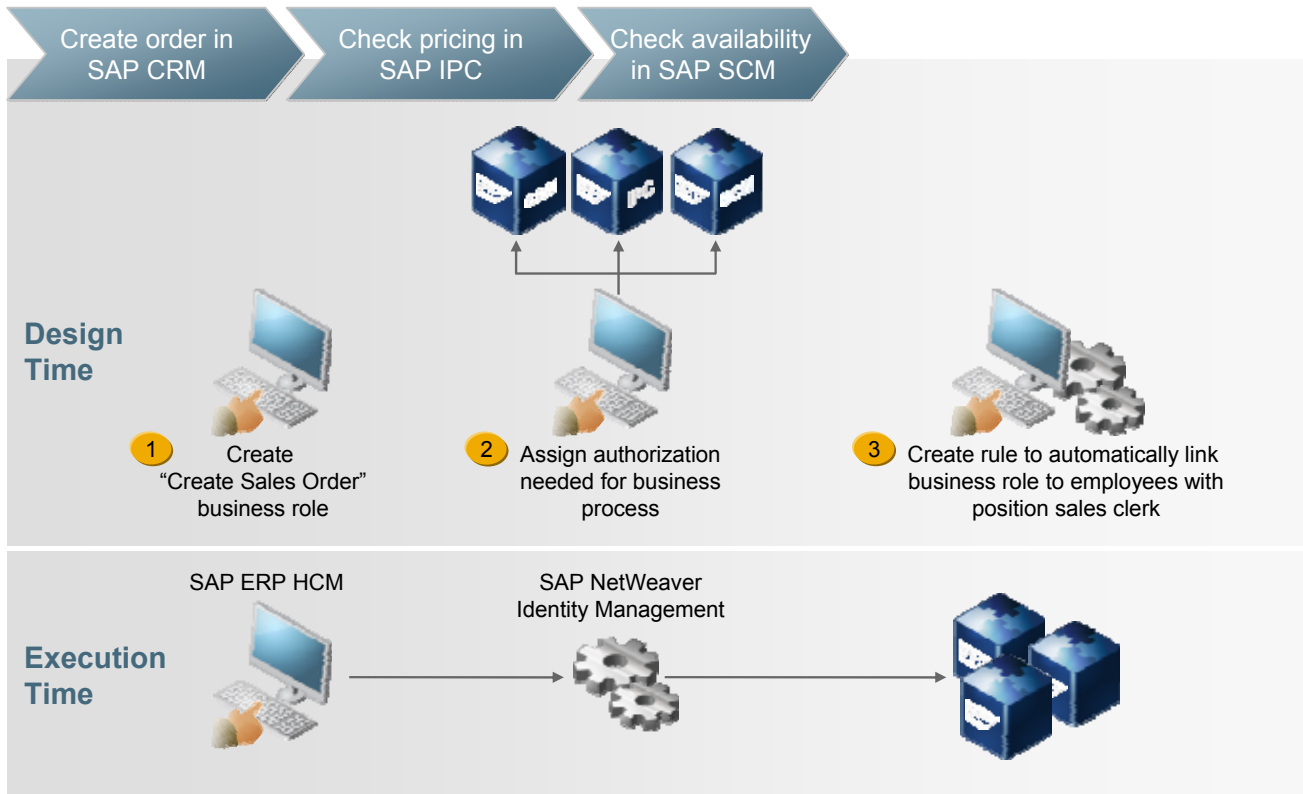 Create order in
SAP CRM
Check pricing in
SAP IPC
Check availability
in SAP SCM
Design
Time
1
Create
“Create Sales Order”
business role
2
Assign authorization
needed for business
process
3
Create rule to automatically link
business role to employees with
position sales clerk
Execution
Time
SAP ERP HCM
SAP NetWeaver
Identity Management